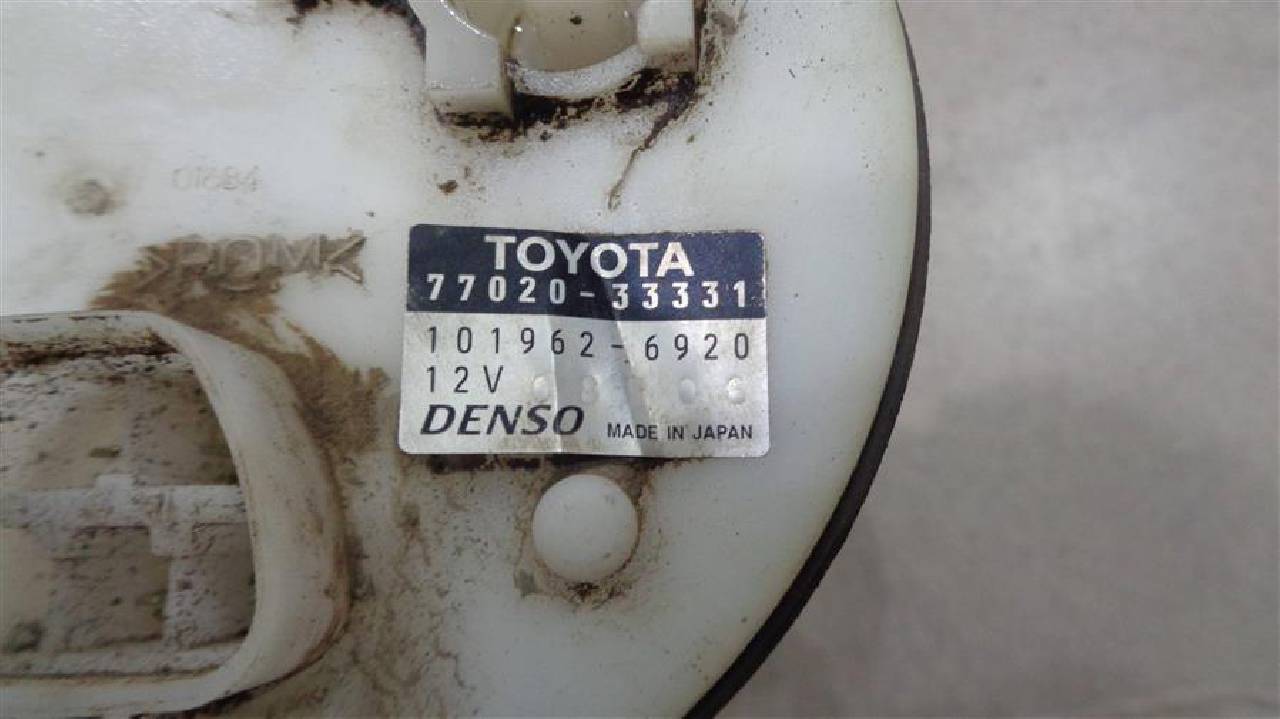 >POM<
TOYOTA
77020-33331
101962-6920
12V
DENSO MADE IN JAPAN